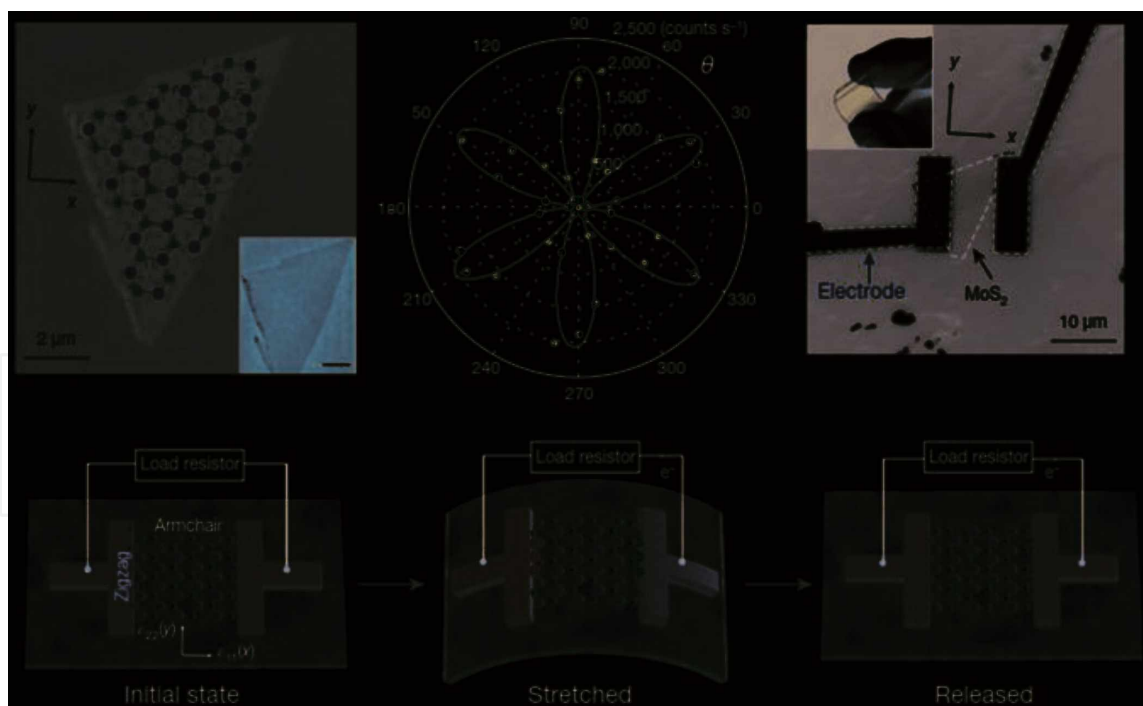 y
x
2 µm
90
2,500 (counts s⁻¹)
120
60
2,000
θ
50
1,500
30
1,000
180
0
210
330
240
300
270
y
x
Electrode
MoS₂
10 µm
Load resistor
Armchair
Zigzag
Initial state
Load resistor
e⁻
Stretched
Load resistor
e⁻
Released